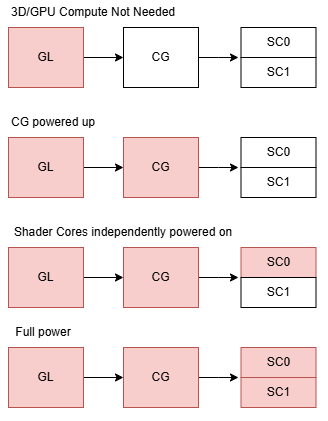 3D/GPU Compute Not Needed
GL
CG
SC0
SC1
CG powered up
GL
CG
SC0
SC1
Shader Cores independently powered on
GL
CG
SC0
SC1
Full power
GL
CG
SC0
SC1